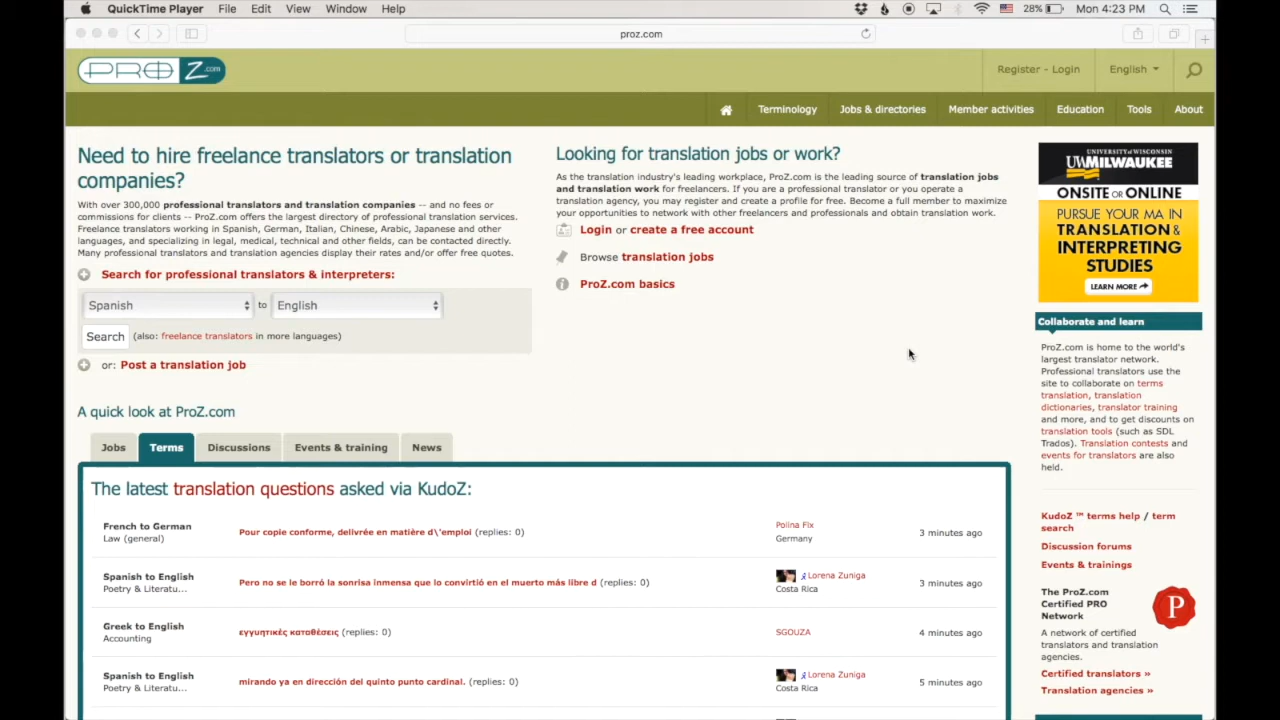 QuickTime Player File Edit View Window Help 28% Mon 4:23 PM
proz.com
PROZ.com
Register - Login English
Terminology Jobs & directories Member activities Education Tools About
Need to hire freelance translators or translation
companies?
With over 300,000 professional translators and translation companies -- and no fees or
commissions for clients -- ProZ.com offers the largest directory of professional translation services.
Freelance translators working in Spanish, German, Italian, Chinese, Arabic, Japanese and other
languages, and specializing in legal, medical, technical and other fields, can be contacted directly.
Many professional translators and translation agencies display their rates and/or offer free quotes.
Search for professional translators & interpreters:
Spanish to English
Search (also: freelance translators in more languages)
or: Post a translation job
Looking for translation jobs or work?
As the translation industry's leading workplace, ProZ.com is the leading source of translation jobs
and translation work for freelancers. If you are a professional translator or you operate a
translation agency, you may register and create a profile for free. Become a full member to maximize
your opportunities to network with other freelancers and professionals and obtain translation work.
Login or create a free account
Browse translation jobs
ProZ.com basics
A quick look at ProZ.com
Jobs Terms Discussions Events & training News
The latest translation questions asked via KudoZ:
French to German
Law (general)
Pour copie conforme, delivrée en matière d\'emploi (replies: 0)
Polina Fix
Germany
3 minutes ago
Spanish to English
Poetry & Literatu...
Pero no se le borró la sonrisa inmensa que lo convirtió en el muerto más libre d (replies: 0)
Lorena Zuniga
Costa Rica
3 minutes ago
Greek to English
Accounting
εγγυητικές καταθέσεις (replies: 0)
SGOUZA
4 minutes ago
Spanish to English
Poetry & Literatu...
mirando ya en dirección del quinto punto cardinal. (replies: 0)
Lorena Zuniga
Costa Rica
5 minutes ago
UNIVERSITY of WISCONSIN
UWMILWAUKEE
ONSITE OR ONLINE
PURSUE YOUR MA IN
TRANSLATION &
INTERPRETING
STUDIES
LEARN MORE
Collaborate and learn
ProZ.com is home to the world's
largest translator network.
Professional translators use the
site to collaborate on terms
translation, translation
dictionaries, translator training
and more, and to get discounts on
translation tools (such as SDL
Trados). Translation contests and
events for translators are also
held.
KudoZ ™ terms help / term
search
Discussion forums
Events & trainings
The ProZ.com
Certified PRO
Network
P
A network of certified
translators and translation
agencies.
Certified translators »
Translation agencies »